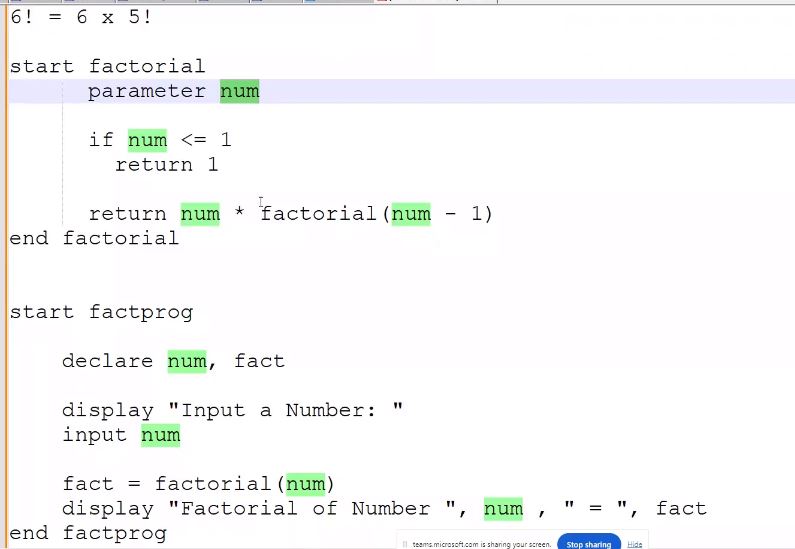 6! = 6 x 5!
start factorial
parameter num
if num <= 1
return 1
return num * factorial(num - 1)
end factorial
start factprog
declare num, fact
display "Input a Number: "
input num
fact = factorial(num)
display "Factorial of Number ", num , " = ", fact
end factprog
teams.microsoft.com is sharing your screen. Stop sharing Hide